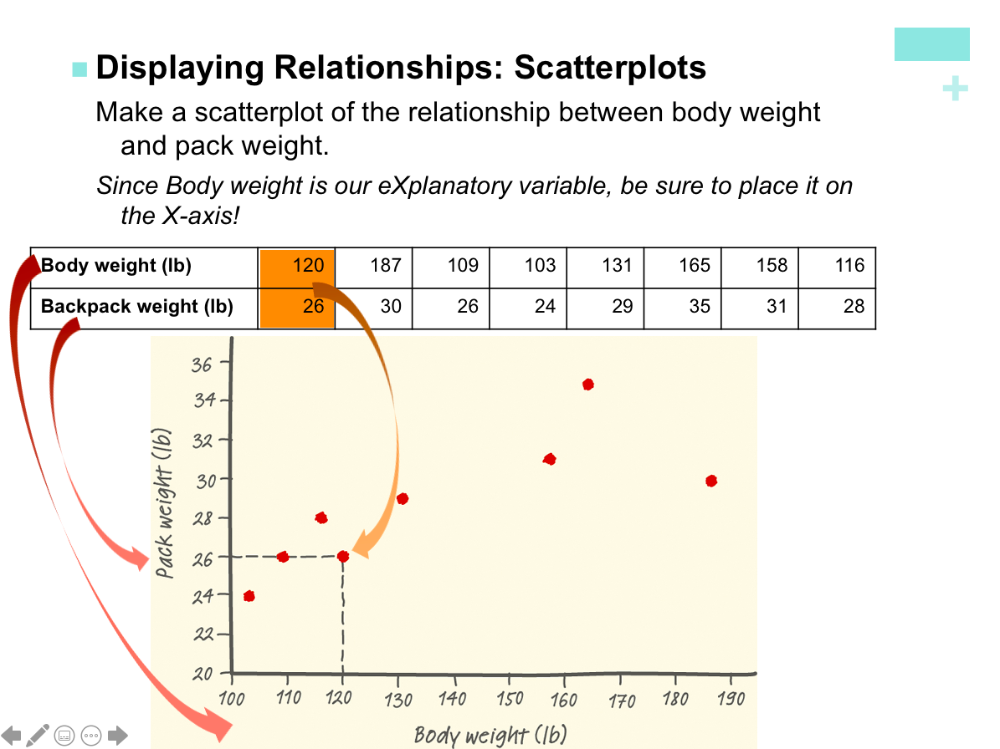 Displaying Relationships: Scatterplots
Make a scatterplot of the relationship between body weight
and pack weight.
Since Body weight is our eXplanatory variable, be sure to place it on
the X-axis!
Body weight (lb) 120 187 109 103 131 165 158 116
Backpack weight (lb) 26 30 26 24 29 35 31 28
36
34
32
30
28
26
24
22
20
Pack weight (lb)
100 110 120 130 140 150 160 170 180 190
Body weight (lb)